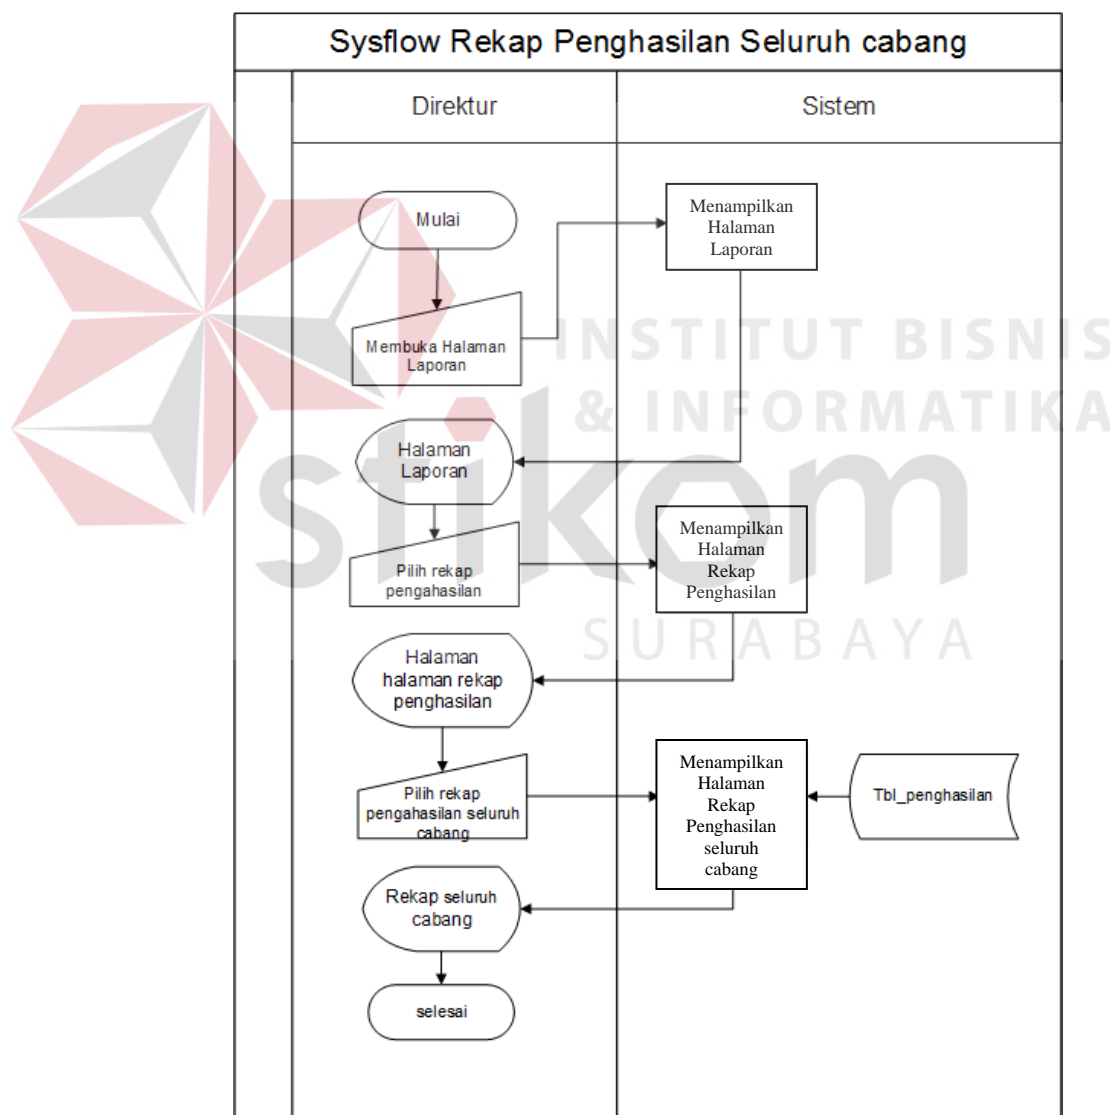 Sysflow Rekap Penghasilan Seluruh cabang
Direktur
Sistem
Mulai
Menampilkan
Halaman
Laporan
Membuka Halaman
Laporan
INSTITUT BISNIS
& INFORMATIKA
stikom
SURABAYA
Halaman
Laporan
Pilih rekap
pengahasilan
Menampilkan
Halaman
Rekap
Penghasilan
Halaman
halaman rekap
penghasilan
Pilih rekap
pengahasilan seluruh
cabang
Menampilkan
Halaman
Rekap
Penghasilan
seluruh
cabang
Tbl_penghasilan
Rekap seluruh
cabang
selesai